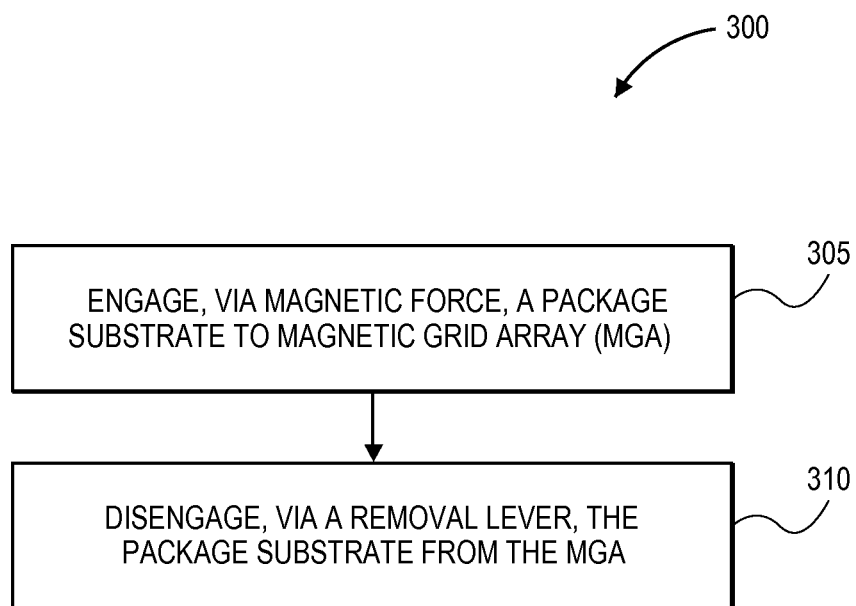 300
305
ENGAGE, VIA MAGNETIC FORCE, A PACKAGE
SUBSTRATE TO MAGNETIC GRID ARRAY (MGA)
310
DISENGAGE, VIA A REMOVAL LEVER, THE
PACKAGE SUBSTRATE FROM THE MGA